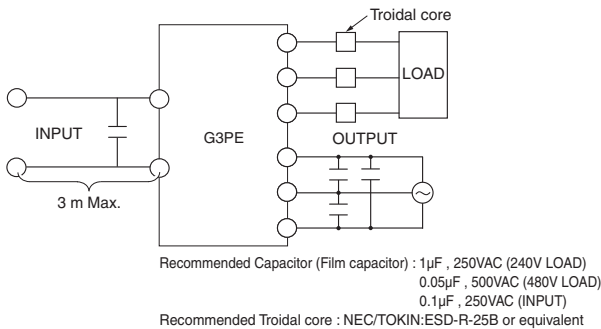 Troidal core
LOAD
INPUT
G3PE
OUTPUT
3 m Max.
Recommended Capacitor (Film capacitor) : 1μF , 250VAC (240V LOAD)
0.05μF , 500VAC (480V LOAD)
0.1μF , 250VAC (INPUT)
Recommended Troidal core : NEC/TOKIN:ESD-R-25B or equivalent